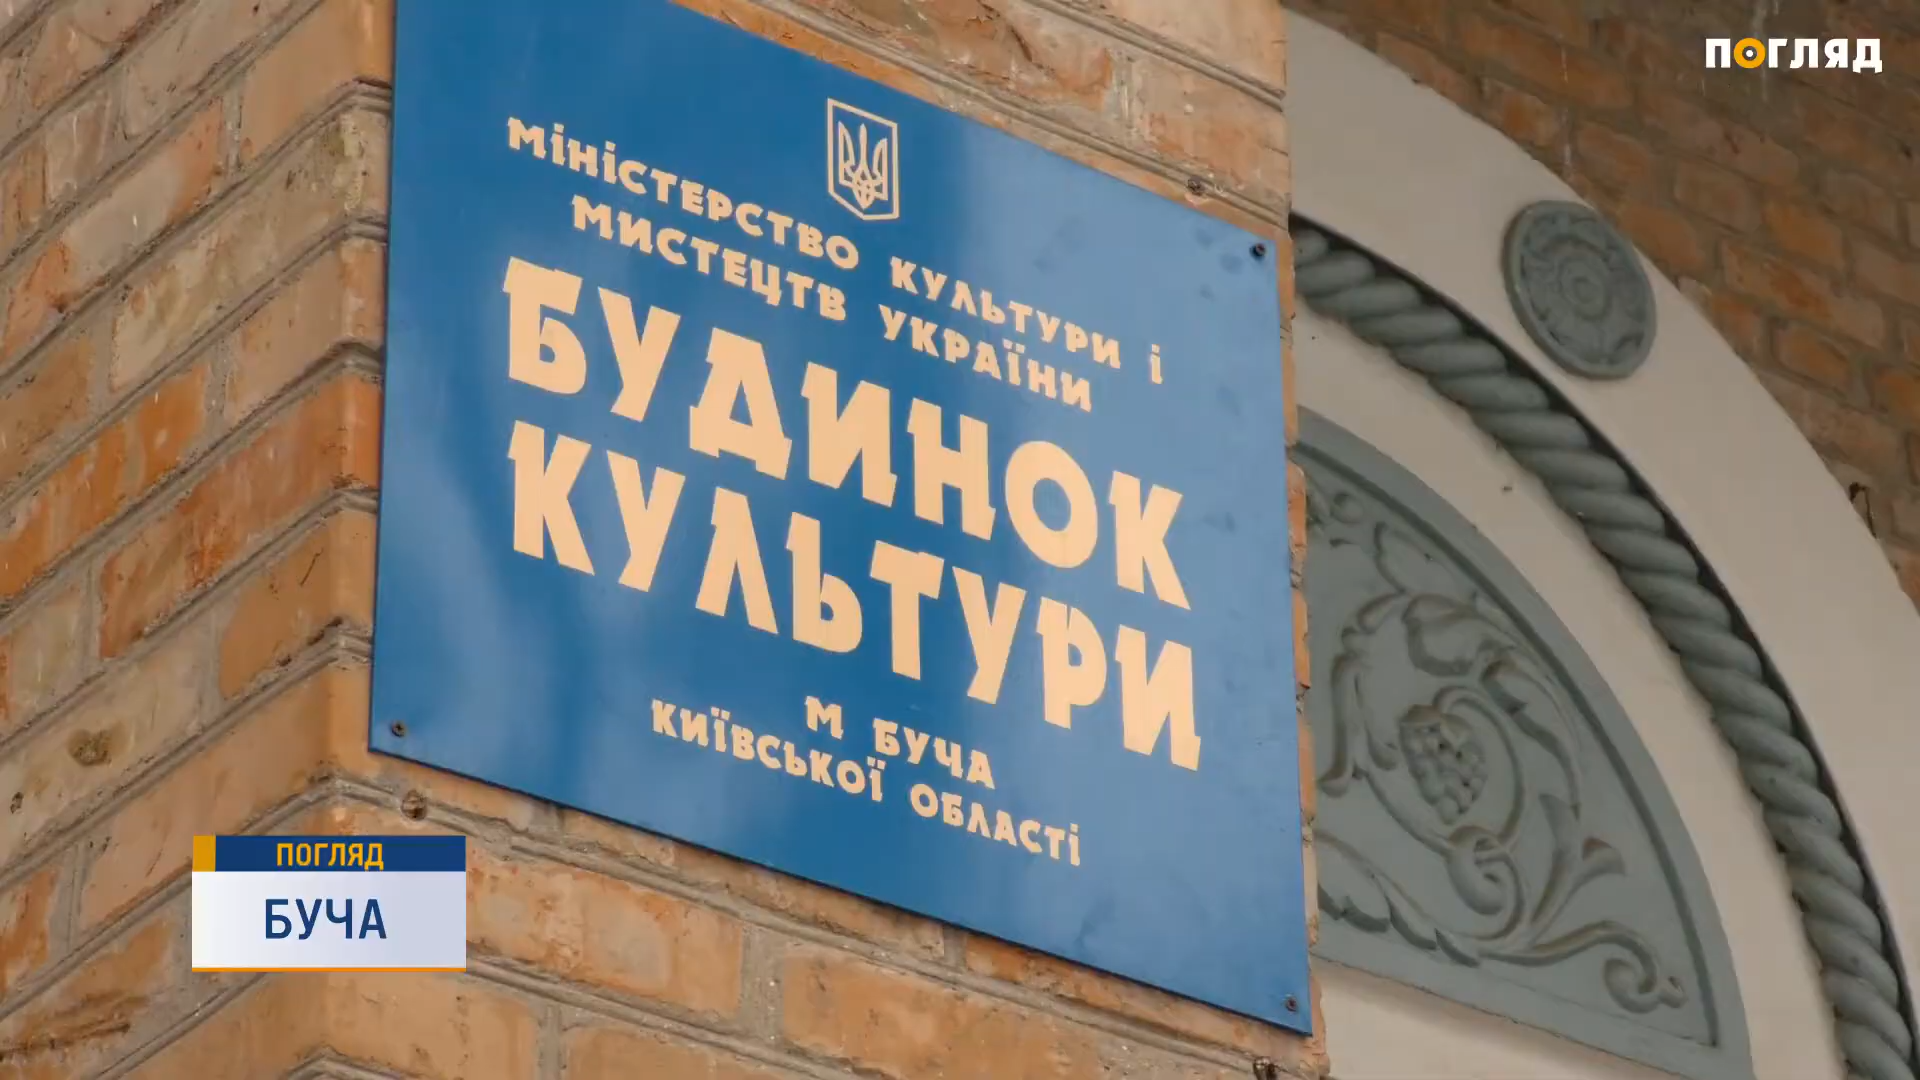 ПОГЛЯД
МІНІСТЕРСТВО КУЛЬТУРИ І
МИСТЕЦТВ УКРАЇНИ
БУДИНОК
КУЛЬТУРИ
М БУЧА
КИЇВСЬКОЇ ОБЛАСТІ
ПОГЛЯД
БУЧА